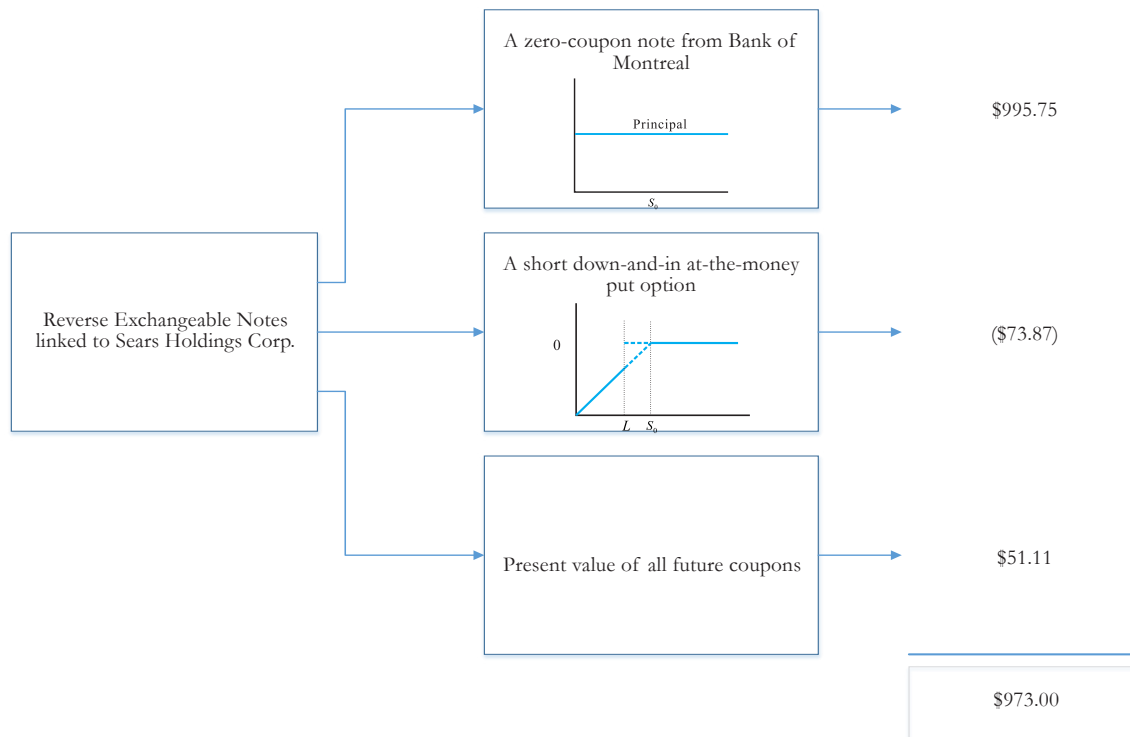 A zero-coupon note from Bank of
Montreal
Principal
S₀
$995.75
Reverse Exchangeable Notes
linked to Sears Holdings Corp.
A short down-and-in at-the-money
put option
0
L S₀
($73.87)
Present value of all future coupons
$51.11
$973.00